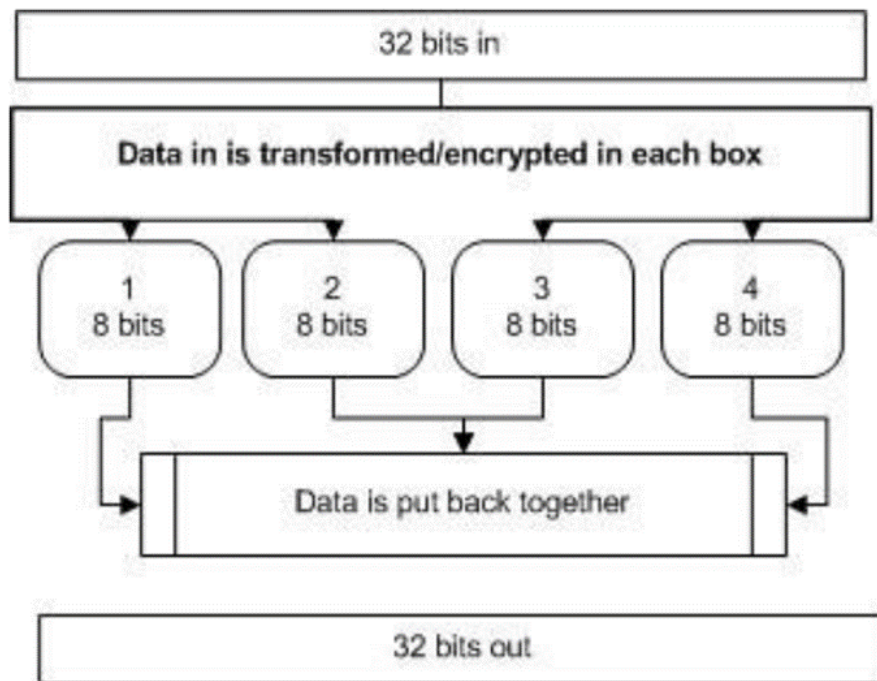 32 bits in
Data in is transformed/encrypted in each box
1
8 bits
2
8 bits
3
8 bits
4
8 bits
Data is put back together
32 bits out